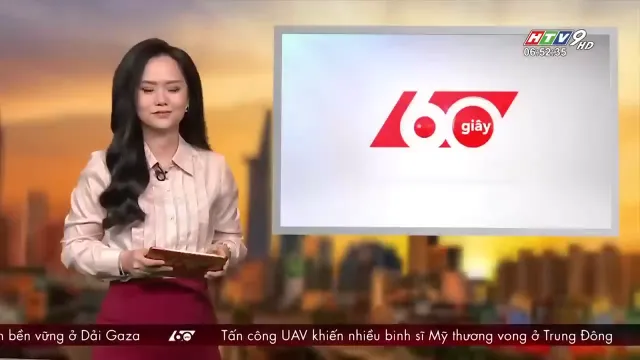 HTV9 HD
06:52:35
60 giây
n bền vững ở Dải Gaza 60 Tấn công UAV khiến nhiều binh sĩ Mỹ thương vong ở Trung Đông